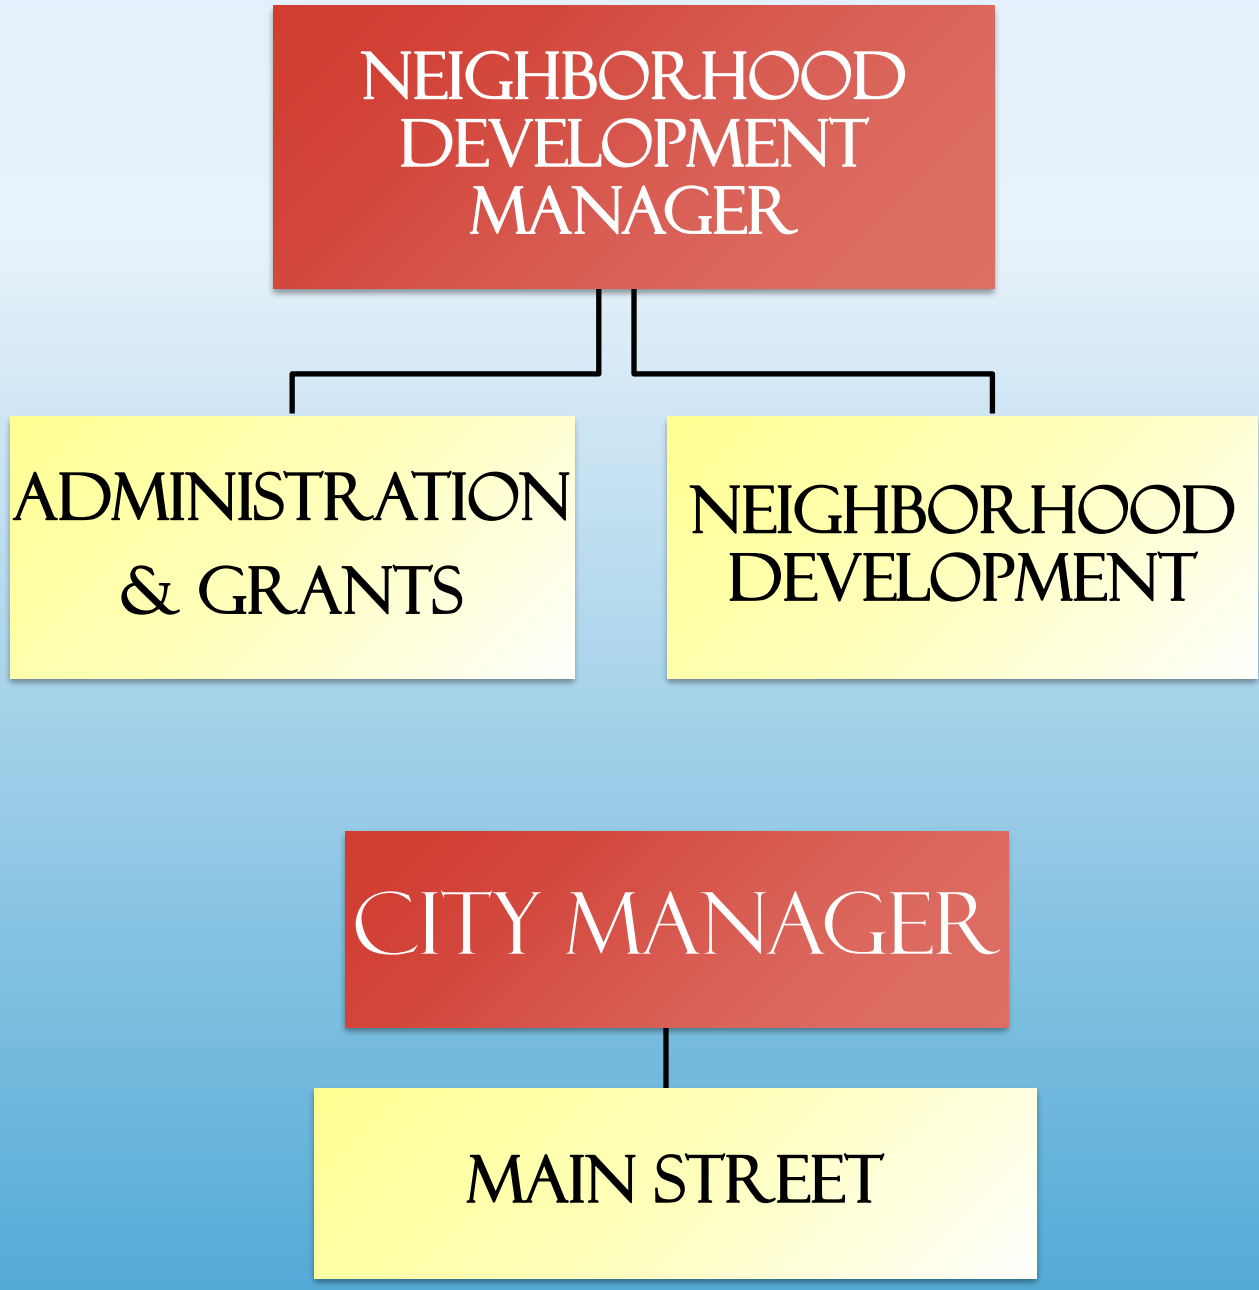 NEIGHBORHOOD
DEVELOPMENT
MANAGER
ADMINISTRATION
& GRANTS
NEIGHBORHOOD
DEVELOPMENT
CITY MANAGER
MAIN STREET